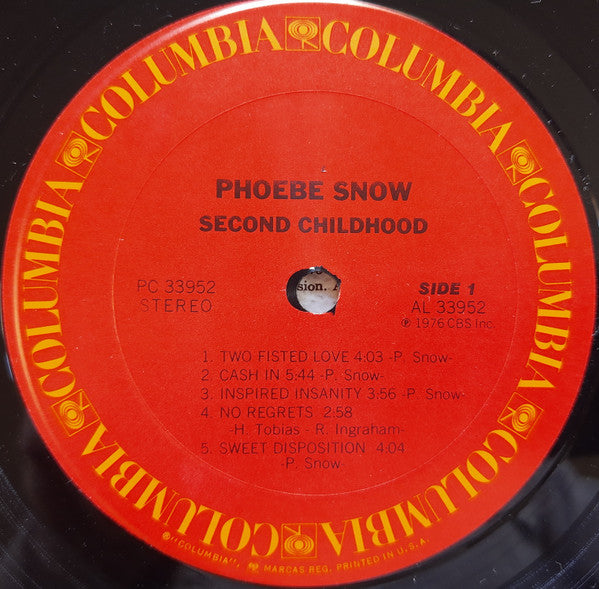 COLUMBIA COLUMBIA COLUMBIA COLUMBIA COLUMBIA COLUMBIA
PHOEBE SNOW
SECOND CHILDHOOD
PC 33952
STEREO
sion.
SIDE 1
AL 33952
℗ 1976 CBS Inc.
1. TWO FISTED LOVE 4:03 -P. Snow-
2. CASH IN 5:44 -P. Snow-
3. INSPIRED INSANITY 3:56 -P. Snow-
4. NO REGRETS 2:58
-H. Tobias - R. Ingraham-
5. SWEET DISPOSITION 4:04
-P. Snow-
®"COLUMBIA", MARCAS REG. PRINTED IN U.S.A.